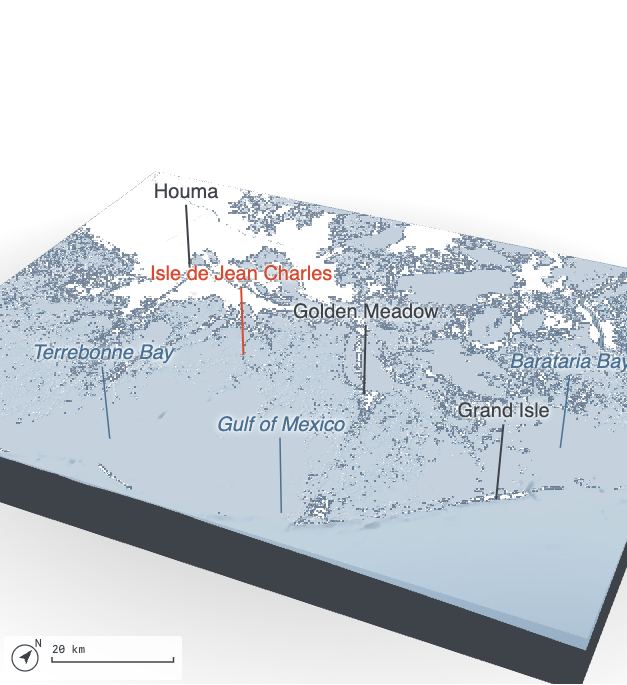 Houma
Isle de Jean Charles
Golden Meadow
Terrebonne Bay
Barataria Bay
Grand Isle
Gulf of Mexico
N
20 km